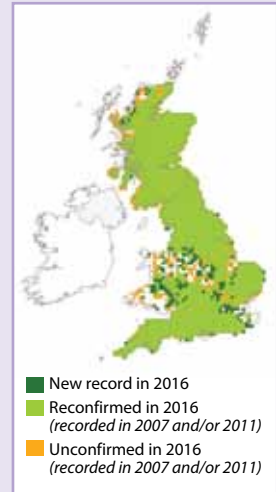 New record in 2016
Reconfirmed in 2016
(recorded in 2007 and/or 2011)
Unconfirmed in 2016
(recorded in 2007 and/or 2011)